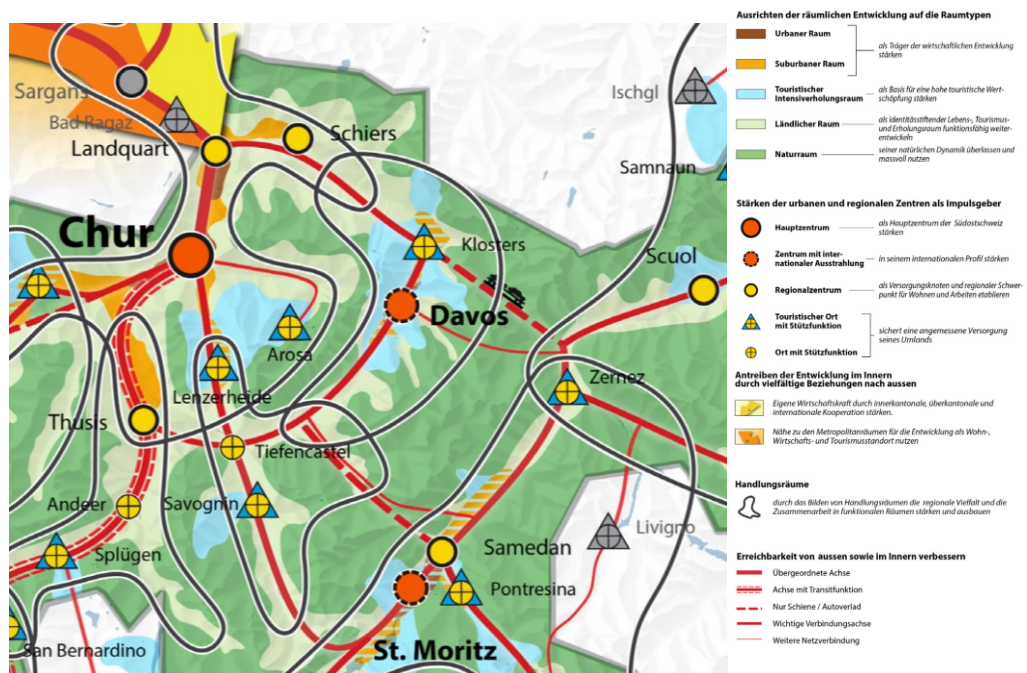 Sargans
Bad Ragaz
Landquart
Schiers
Ischgl
Samnaun
Chur
Klosters
Scuol
Davos
Arosa
Lenzerheide
Zernez
Thusis
Tiefencastel
Andeer
Savognin
Livigno
Splügen
Samedan
Pontresina
San Bernardino
St. Moritz
Ausrichten der räumlichen Entwicklung auf die Raumtypen
Urbaner Raum
als Träger der wirtschaftlichen Entwicklung
stärken
Suburbaner Raum
Touristischer
Intensiverholungsraum
als Basis für eine hohe touristische Wert-
schöpfung stärken
Ländlicher Raum
als identitätsstiftender Lebens-, Tourismus-
und Erholungsraum funktionsfähig weiter-
entwickeln
Naturraum
seiner natürlichen Dynamik überlassen und
massvoll nutzen
Stärken der urbanen und regionalen Zentren als Impulsgeber
Hauptzentrum
als Hauptzentrum der Südostschweiz
stärken
Zentrum mit inter-
nationaler Ausstrahlung
in seinem internationalen Profil stärken
Regionalzentrum
als Versorgungsknoten und regionaler Schwer-
punkt für Wohnen und Arbeiten etablieren
Touristischer Ort
mit Stützfunktion
sichert eine angemessene Versorgung
seines Umlands
Ort mit Stützfunktion
Antreiben der Entwicklung im Innern
durch vielfältige Beziehungen nach aussen
Eigene Wirtschaftskraft durch innerkantonale, überkantonale und
internationale Kooperation stärken.
Nähe zu den Metropolitanräumen für die Entwicklung als Wohn-,
Wirtschafts- und Tourismusstandort nutzen
Handlungsräume
durch das Bilden von Handlungsräumen die regionale Vielfalt und die
Zusammenarbeit in funktionalen Räumen stärken und ausbauen
Erreichbarkeit von aussen sowie im Innern verbessern
Übergeordnete Achse
Achse mit Transitfunktion
Nur Schiene / Autoverlad
Wichtige Verbindungsachse
Weitere Netzverbindung